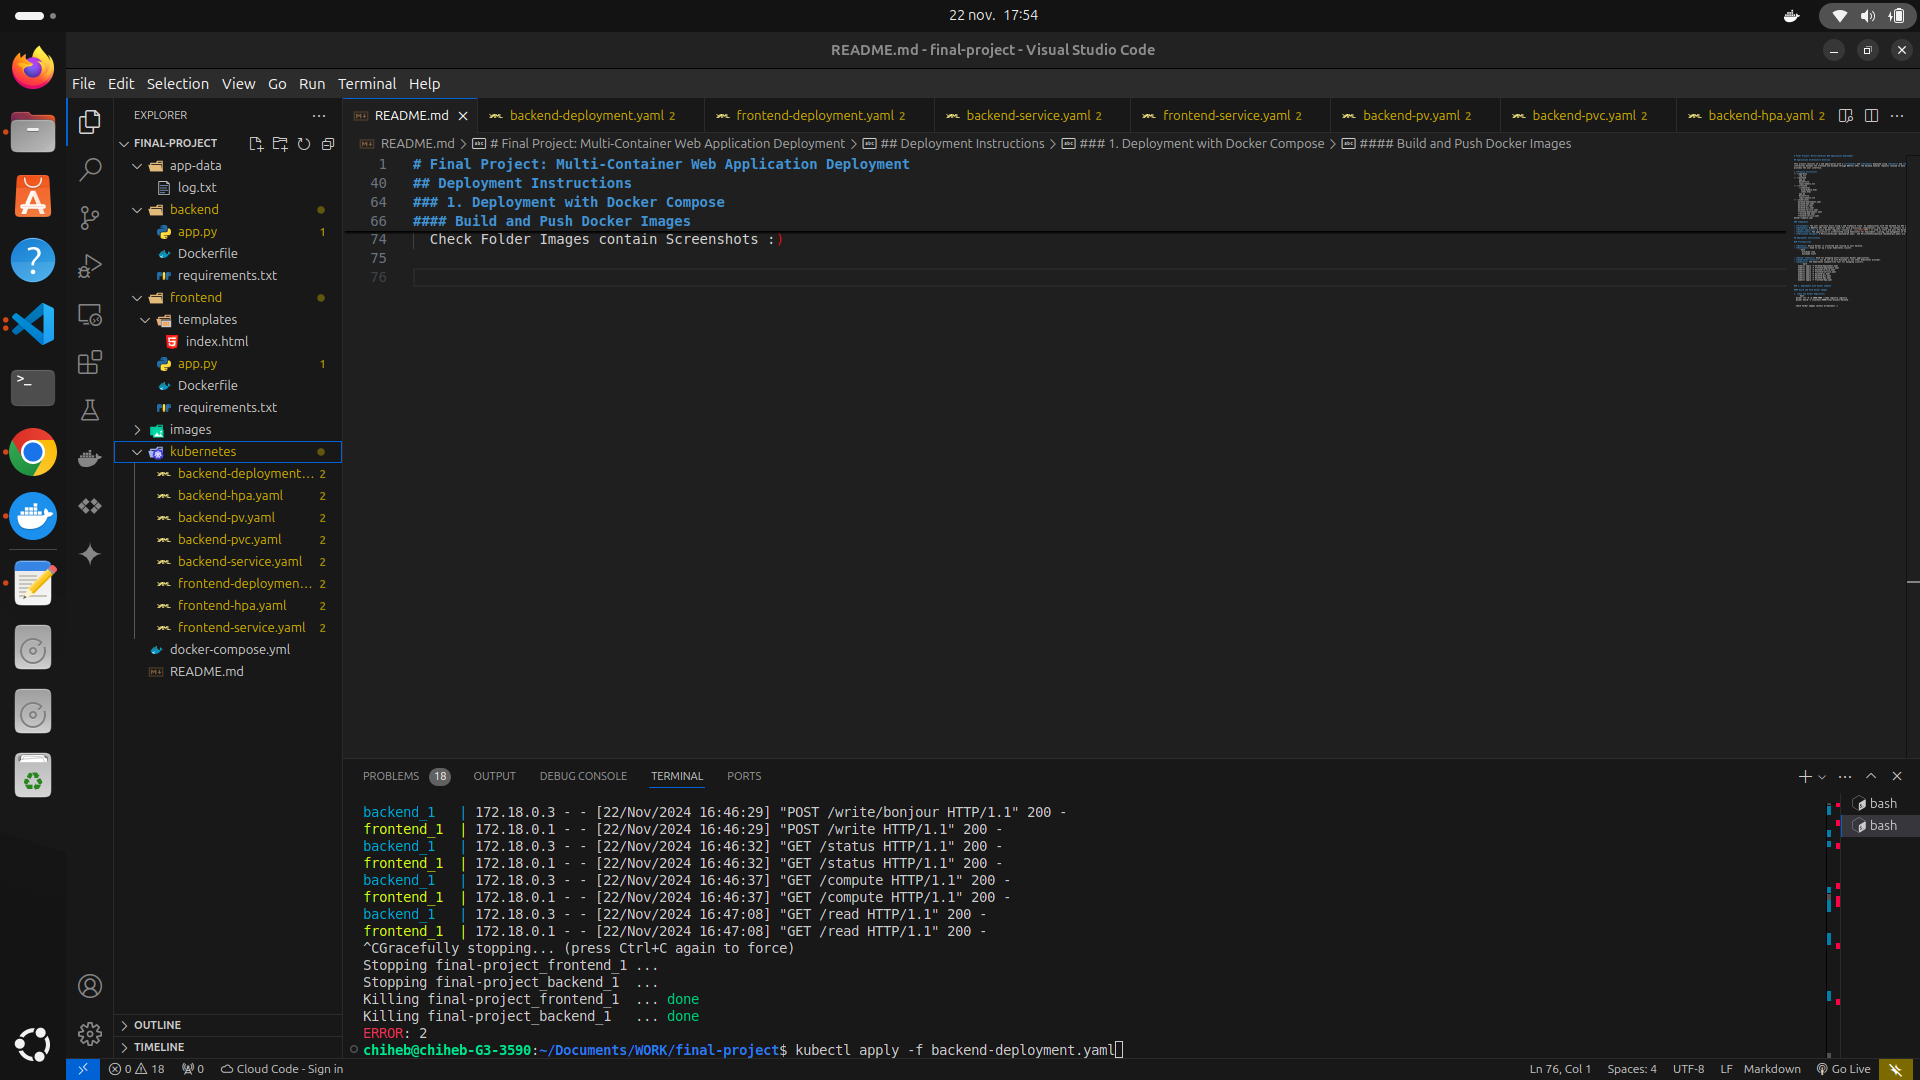 22 nov. 17:54
README.md - final-project - Visual Studio Code
File Edit Selection View Go Run Terminal Help
EXPLORER
README.md
backend-deployment.yaml 2
frontend-deployment.yaml 2
backend-service.yaml 2
frontend-service.yaml 2
backend-pv.yaml 2
backend-pvc.yaml 2
backend-hpa.yaml 2
README.md > # Final Project: Multi-Container Web Application Deployment > ## Deployment Instructions > ### 1. Deployment with Docker Compose > #### Build and Push Docker Images
FINAL-PROJECT
app-data
log.txt
backend
app.py 1
Dockerfile
requirements.txt
frontend
templates
index.html
app.py 1
Dockerfile
requirements.txt
images
kubernetes
backend-deployment... 2
backend-hpa.yaml 2
backend-pv.yaml 2
backend-pvc.yaml 2
backend-service.yaml 2
frontend-deploymen... 2
frontend-hpa.yaml 2
frontend-service.yaml 2
docker-compose.yml
README.md
OUTLINE
TIMELINE
1 # Final Project: Multi-Container Web Application Deployment
40 ## Deployment Instructions
64 ### 1. Deployment with Docker Compose
66 #### Build and Push Docker Images
74 Check Folder Images contain Screenshots :)
75
76
PROBLEMS 18 OUTPUT DEBUG CONSOLE TERMINAL PORTS
backend_1 | 172.18.0.3 - - [22/Nov/2024 16:46:29] "POST /write/bonjour HTTP/1.1" 200 -
frontend_1 | 172.18.0.1 - - [22/Nov/2024 16:46:29] "POST /write HTTP/1.1" 200 -
backend_1 | 172.18.0.3 - - [22/Nov/2024 16:46:32] "GET /status HTTP/1.1" 200 -
frontend_1 | 172.18.0.1 - - [22/Nov/2024 16:46:32] "GET /status HTTP/1.1" 200 -
backend_1 | 172.18.0.3 - - [22/Nov/2024 16:46:37] "GET /compute HTTP/1.1" 200 -
frontend_1 | 172.18.0.1 - - [22/Nov/2024 16:46:37] "GET /compute HTTP/1.1" 200 -
backend_1 | 172.18.0.3 - - [22/Nov/2024 16:47:08] "GET /read HTTP/1.1" 200 -
frontend_1 | 172.18.0.1 - - [22/Nov/2024 16:47:08] "GET /read HTTP/1.1" 200 -
^CGracefully stopping... (press Ctrl+C again to force)
Stopping final-project_frontend_1 ...
Stopping final-project_backend_1 ...
Killing final-project_frontend_1 ... done
Killing final-project_backend_1 ... done
ERROR: 2
chiheb@chiheb-G3-3590:~/Documents/WORK/final-project$ kubectl apply -f backend-deployment.yaml
bash
bash
0 18 0 Cloud Code - Sign in
Ln 76, Col 1 Spaces: 4 UTF-8 LF Markdown Go Live